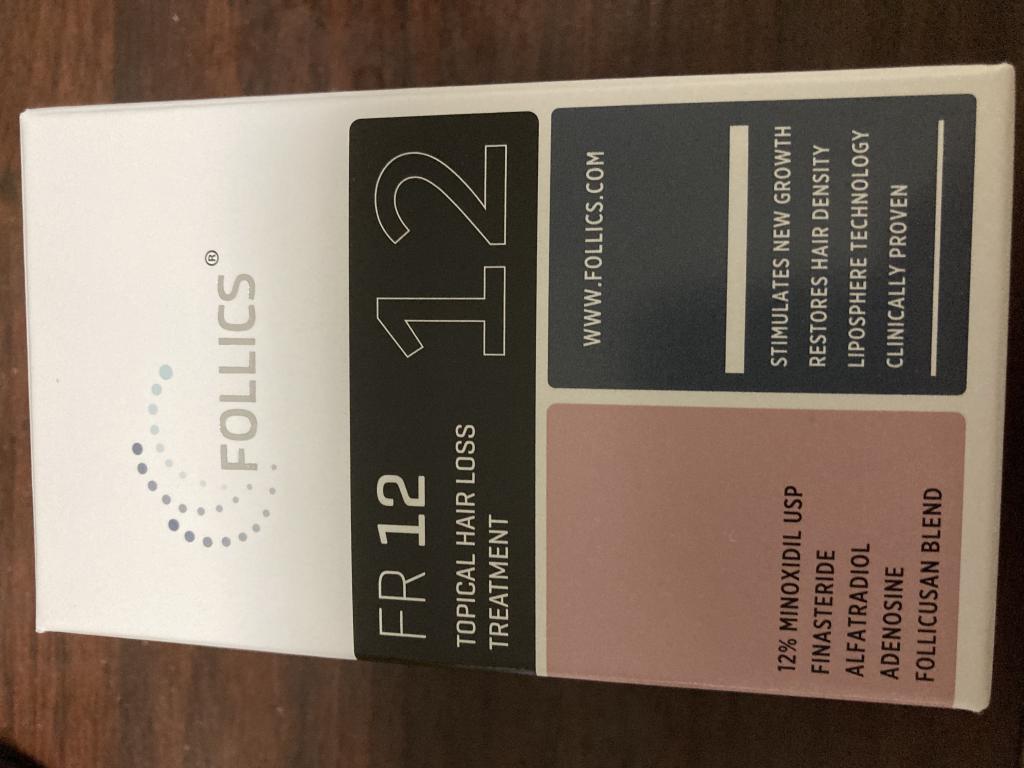 FOLLICS®
FR 12
TOPICAL HAIR LOSS
TREATMENT
12
12% MINOXIDIL USP
FINASTERIDE
ALFATRADIOL
ADENOSINE
FOLLICUSAN BLEND
WWW.FOLLICS.COM
STIMULATES NEW GROWTH
RESTORES HAIR DENSITY
LIPOSPHERE TECHNOLOGY
CLINICALLY PROVEN